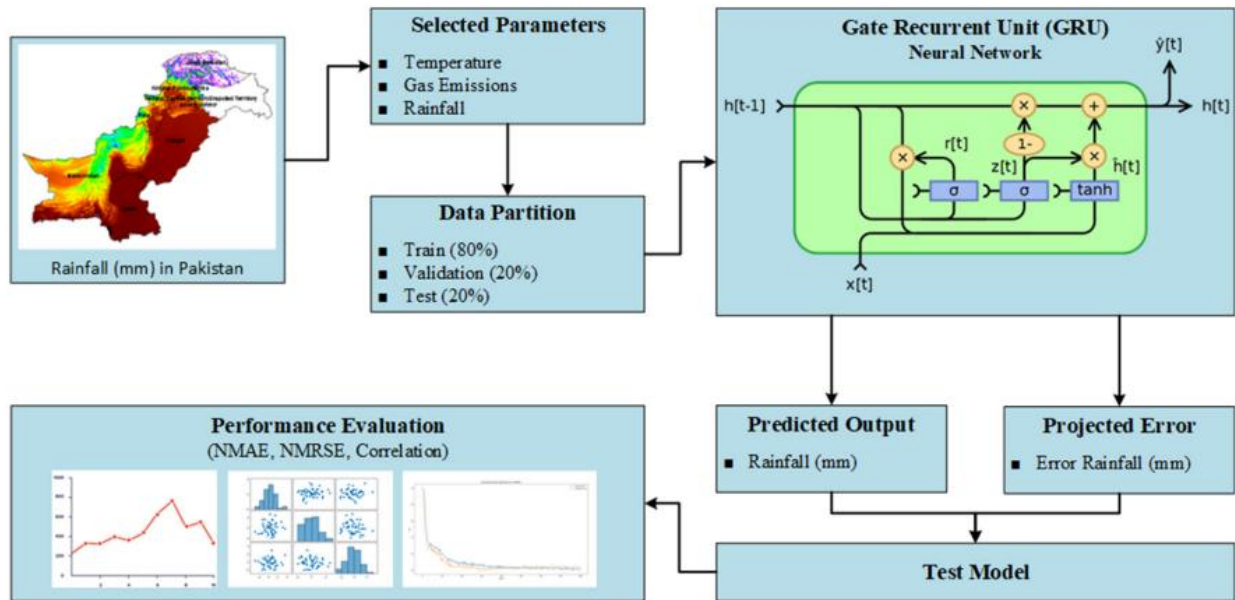 Rainfall (mm) in Pakistan
Selected Parameters
■ Temperature
■ Gas Emissions
■ Rainfall
Data Partition
■ Train (80%)
■ Validation (20%)
■ Test (20%)
Gate Recurrent Unit (GRU)
Neural Network
ŷ[t]
h[t-1]
h[t]
× +
1-
r[t]
z[t]
× ×
ĥ[t]
σ σ tanh
x[t]
Predicted Output
■ Rainfall (mm)
Projected Error
■ Error Rainfall (mm)
Test Model
Performance Evaluation
(NMAE, NMRSE, Correlation)